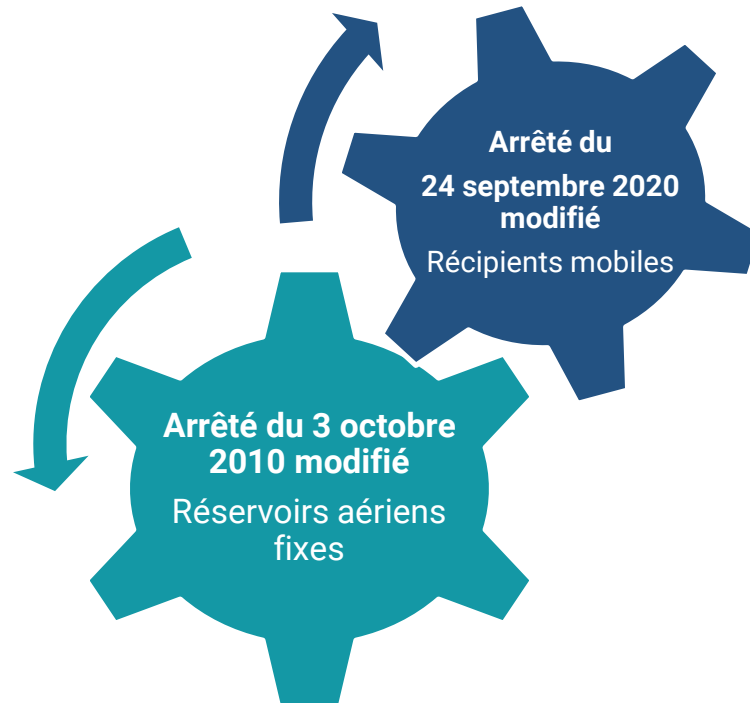 Arrêté du
24 septembre 2020
modifié
Récipients mobiles
Arrêté du 3 octobre
2010 modifié
Réservoirs aériens
fixes